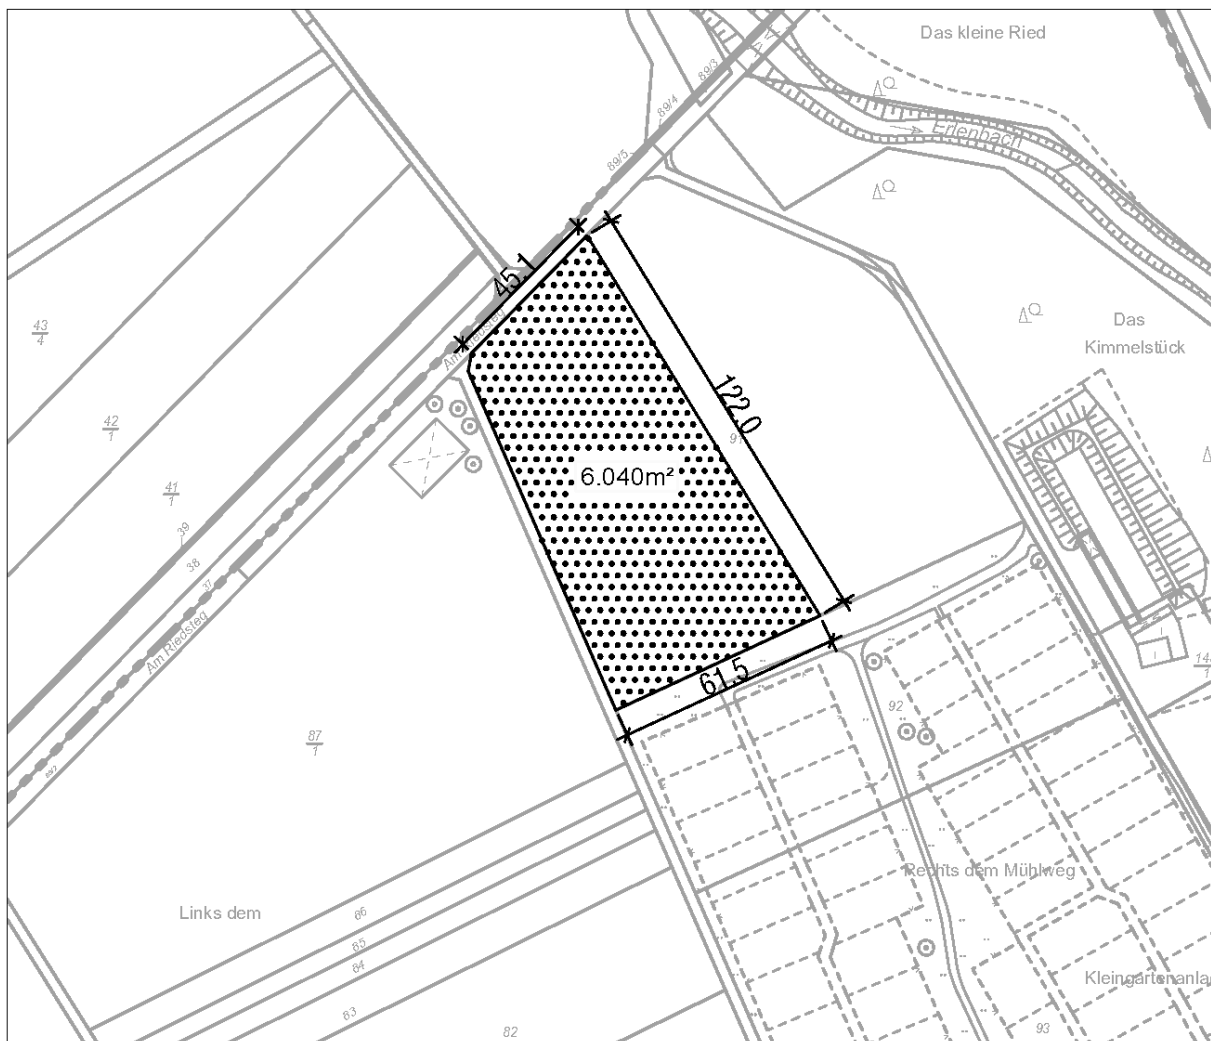 Das kleine Ried
89/3
89/4
Erlenbach
89/5
45,1
Am Riedsteg
Das
Kimmelstück
43
4
122,0
42
1
91
6.040m²
41
1
39
38
37
Am Riedsteg
61,5
92
87
1
Rechts dem Mühlweg
Links dem
86
85
84
83
82
Kleingartenanla
93